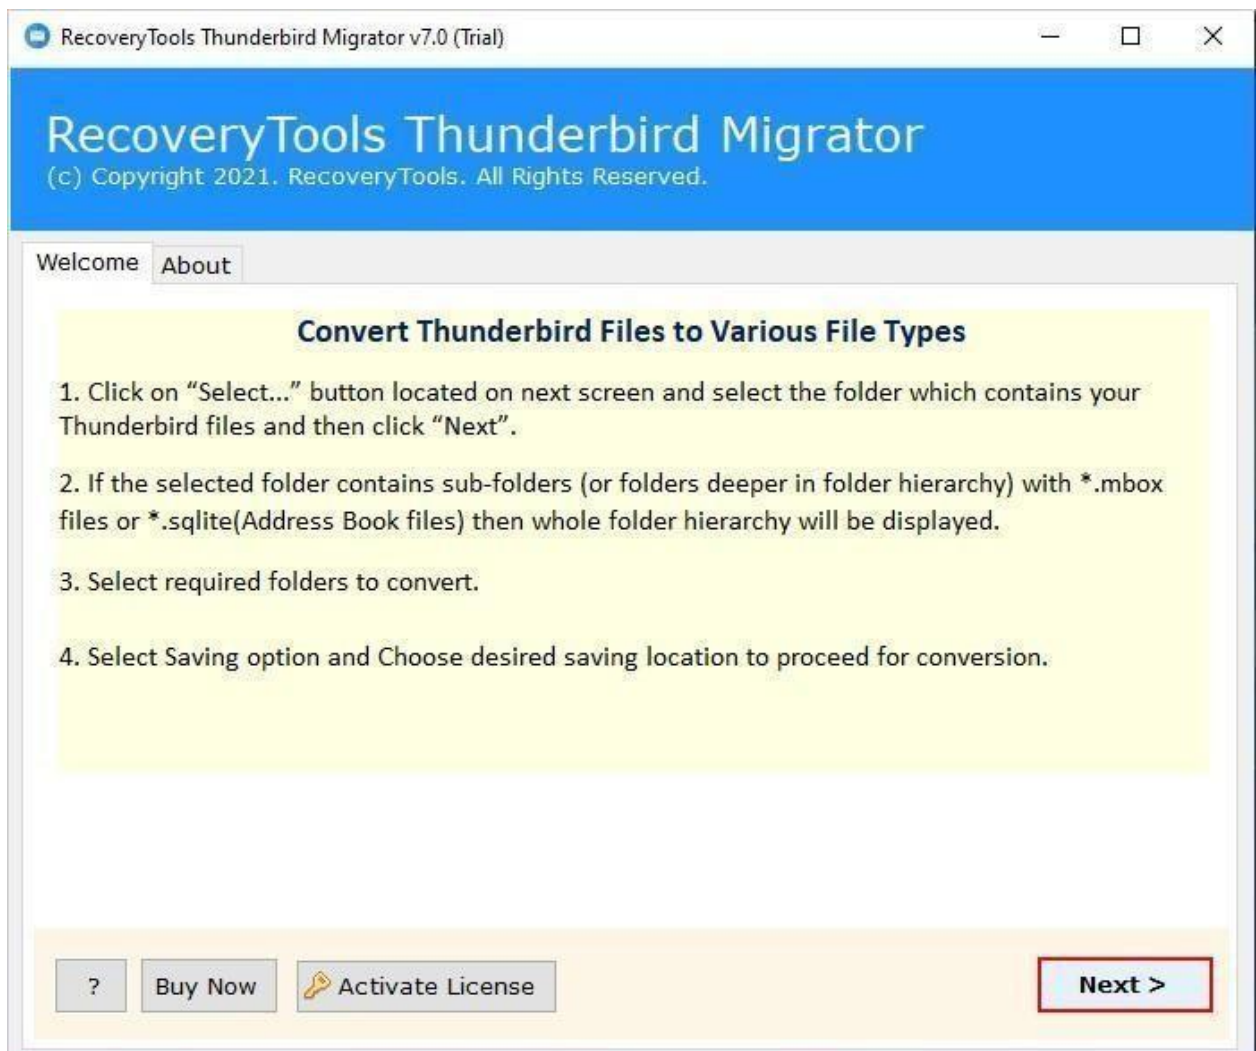 RecoveryTools Thunderbird Migrator v7.0 (Trial)
RecoveryTools Thunderbird Migrator
(c) Copyright 2021. RecoveryTools. All Rights Reserved.
Welcome About
Convert Thunderbird Files to Various File Types
1. Click on “Select...” button located on next screen and select the folder which contains your
Thunderbird files and then click “Next”.
2. If the selected folder contains sub-folders (or folders deeper in folder hierarchy) with *.mbox
files or *.sqlite(Address Book files) then whole folder hierarchy will be displayed.
3. Select required folders to convert.
4. Select Saving option and Choose desired saving location to proceed for conversion.
? Buy Now Activate License Next >